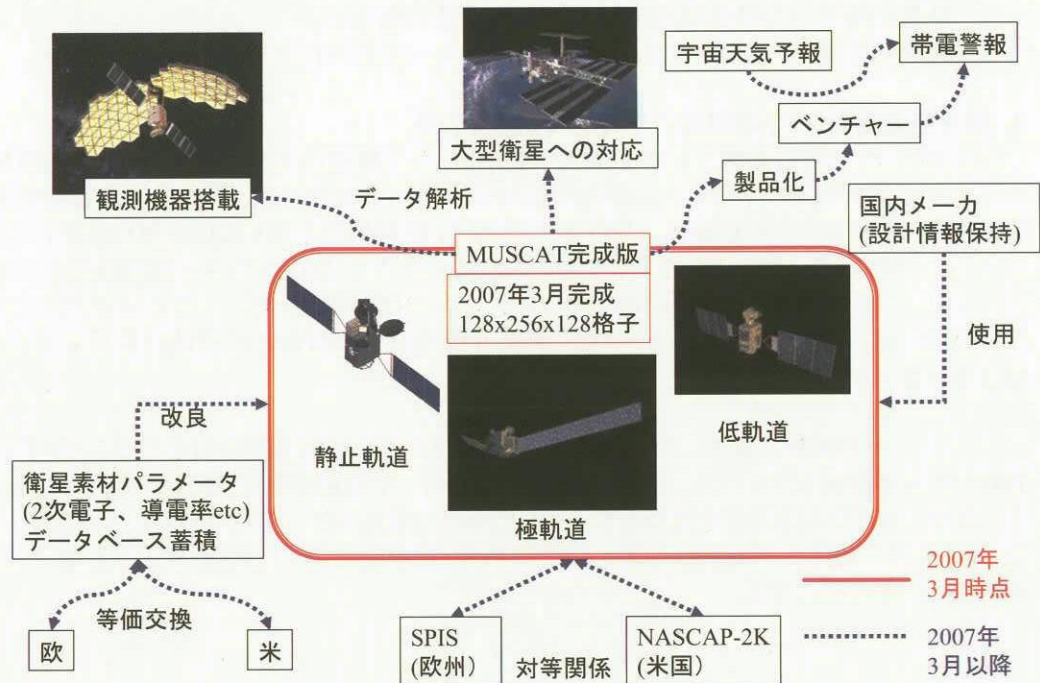 宇宙天気予報
帯電警報
ベンチャー
大型衛星への対応
製品化
観測機器搭載
データ解析
国内メーカ
(設計情報保持)
MUSCAT完成版
2007年3月完成
128x256x128格子
使用
改良
静止軌道
低軌道
極軌道
衛星素材パラメータ
(2次電子、導電率etc)
データベース蓄積
等価交換
欧
米
SPIS
(欧州)
対等関係
NASCAP-2K
(米国)
2007年
3月時点
2007年
3月以降